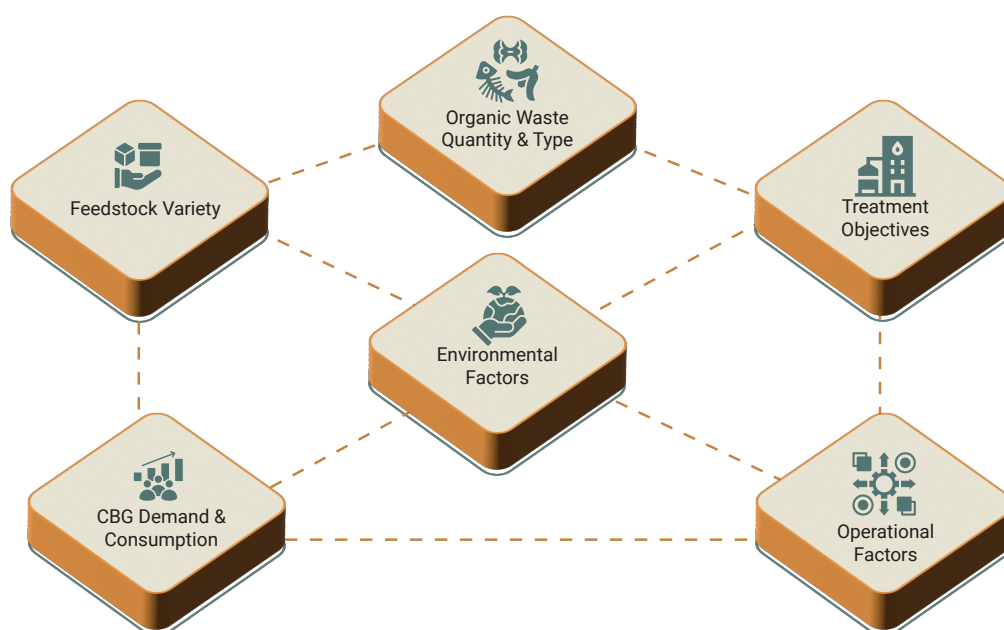 Organic Waste
Quantity & Type
Feedstock Variety
Treatment
Objectives
Environmental
Factors
CBG Demand &
Consumption
Operational
Factors